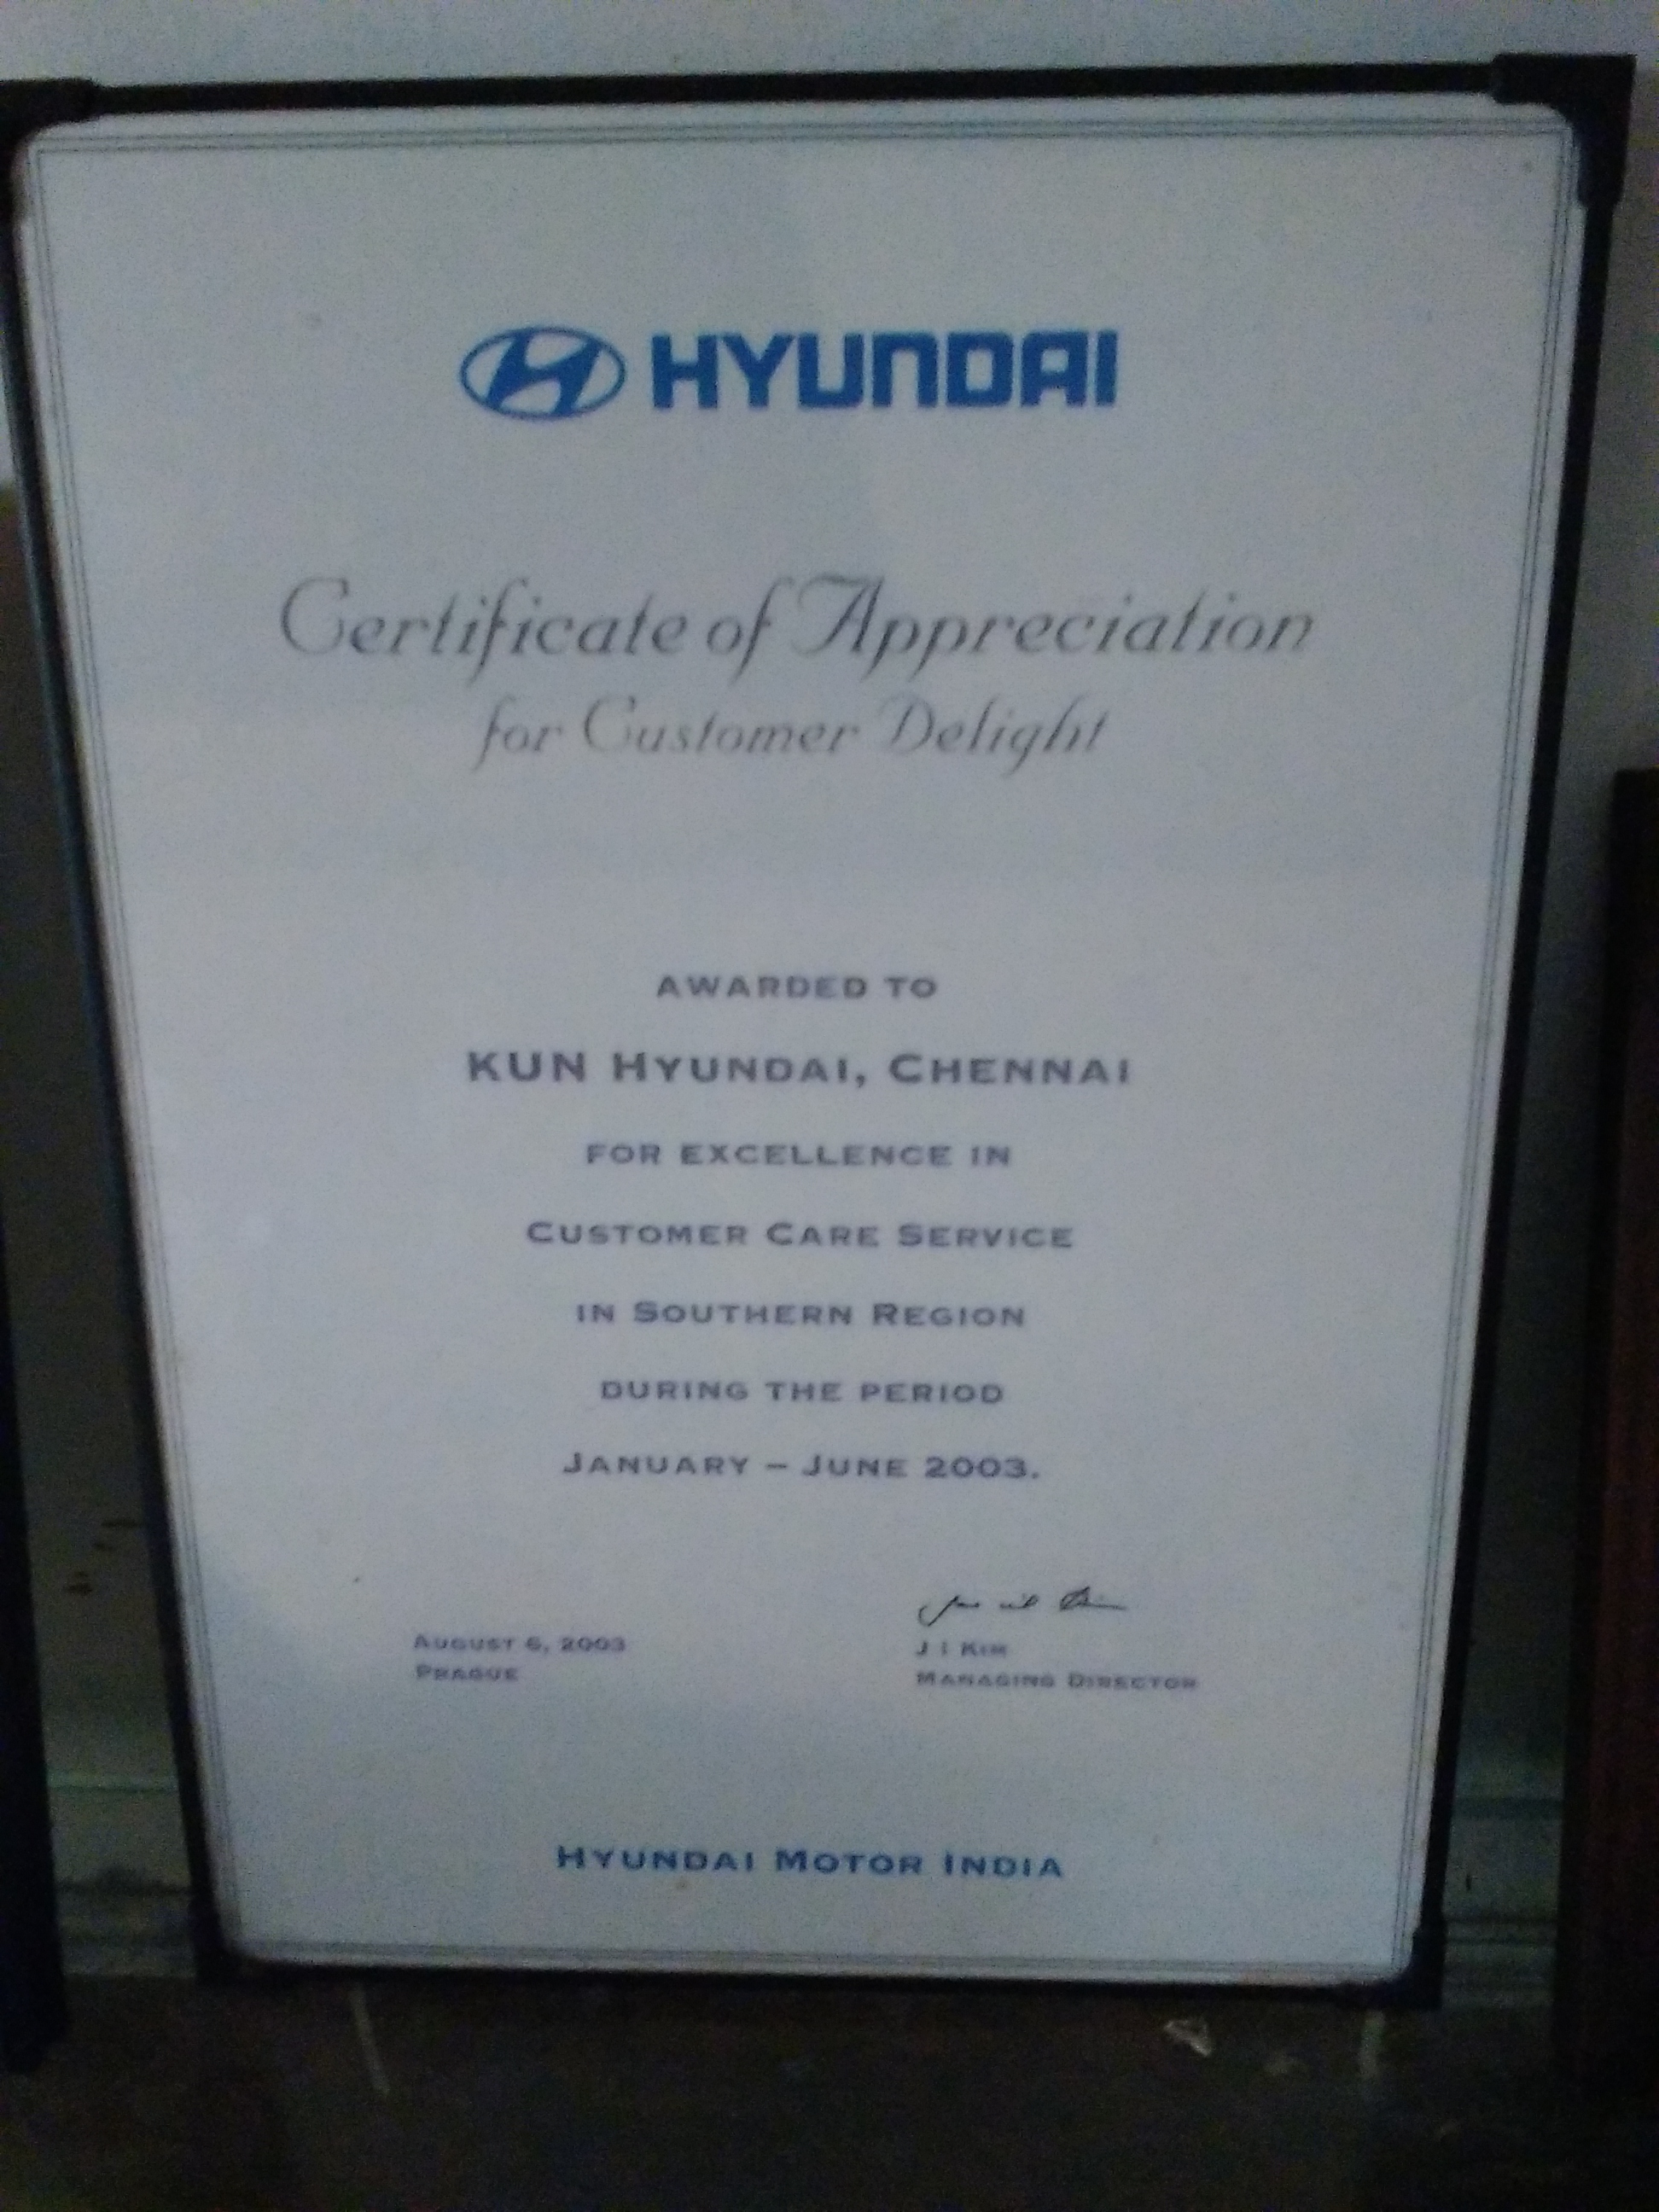 HYUNDAI
Certificate of Appreciation
for Customer Delight
AWARDED TO
KUN HYUNDAI, CHENNAI
FOR EXCELLENCE IN
CUSTOMER CARE SERVICE
IN SOUTHERN REGION
DURING THE PERIOD
JANUARY – JUNE 2003.
AUGUST 6, 2003
PRAGUE
J I KIM
MANAGING DIRECTOR
HYUNDAI MOTOR INDIA